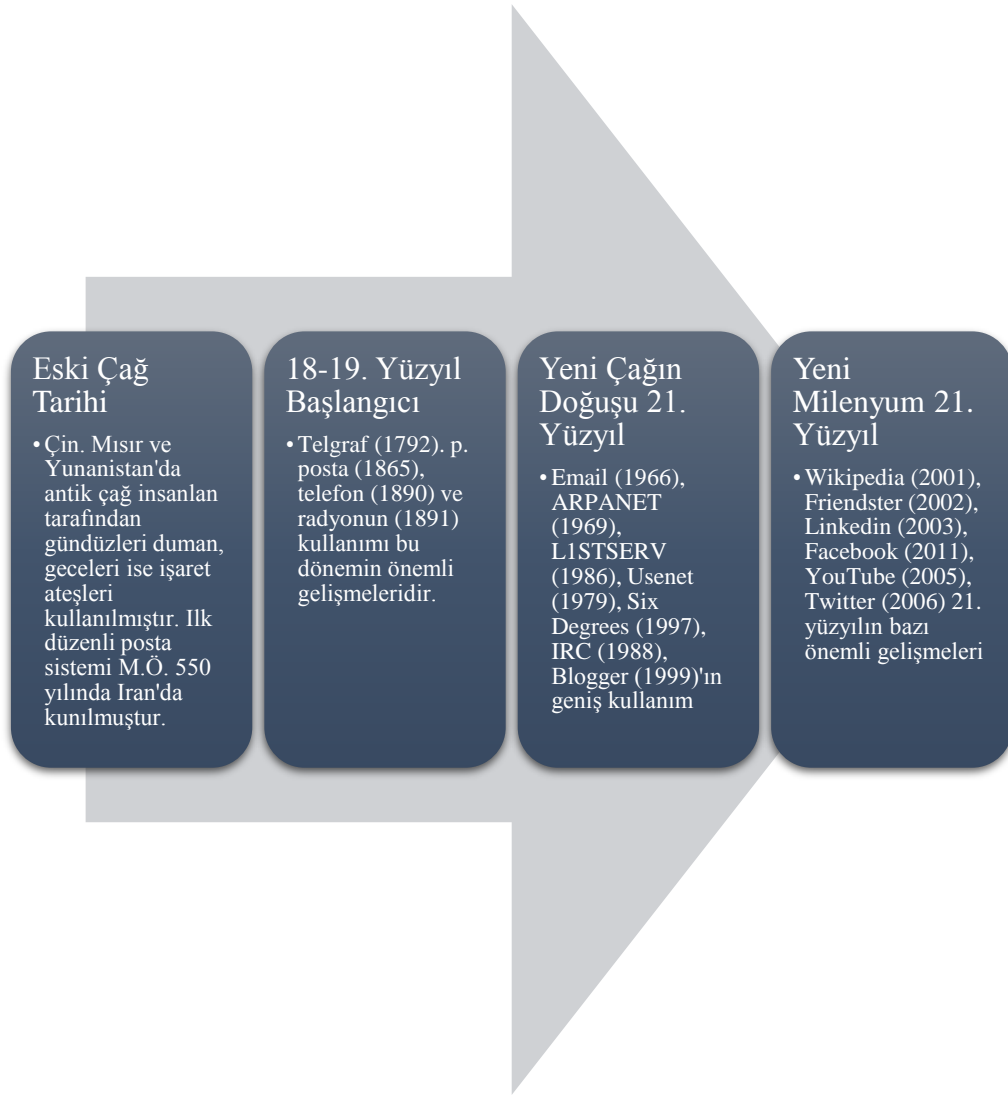 Eski Çağ
Tarihi
• Çin. Mısır ve
Yunanistan'da
antik çağ insanlan
tarafından
gündüzleri duman,
geceleri ise işaret
ateşleri
kullanılmıştır. Ilk
düzenli posta
sistemi M.Ö. 550
yılında Iran'da
kunılmuştur.
18-19. Yüzyıl
Başlangıcı
• Telgraf (1792). p.
posta (1865),
telefon (1890) ve
radyonun (1891)
kullanımı bu
dönemin önemli
gelişmeleridir.
Yeni Çağın
Doğuşu 21.
Yüzyıl
• Email (1966),
ARPANET
(1969),
L1STSERV
(1986), Usenet
(1979), Six
Degrees (1997),
IRC (1988),
Blogger (1999)'ın
geniş kullanım
Yeni
Milenyum 21.
Yüzyıl
• Wikipedia (2001),
Friendster (2002),
Linkedin (2003),
Facebook (2011),
YouTube (2005),
Twitter (2006) 21.
yüzyılın bazı
önemli gelişmeleri